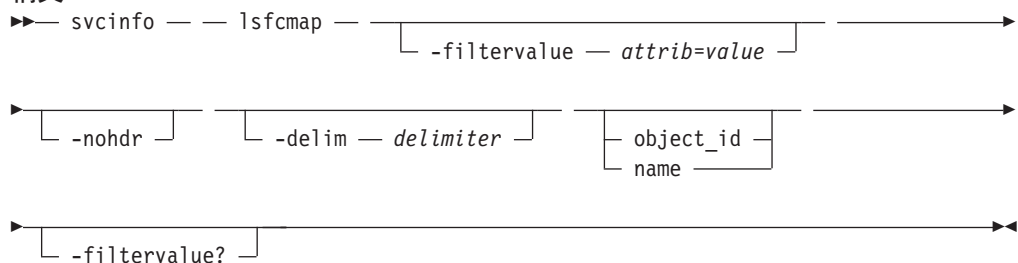 svcinfo lsfcmap
-filtervalue attrib=value
-nohdr -delim delimiter object_id
name
-filtervalue?